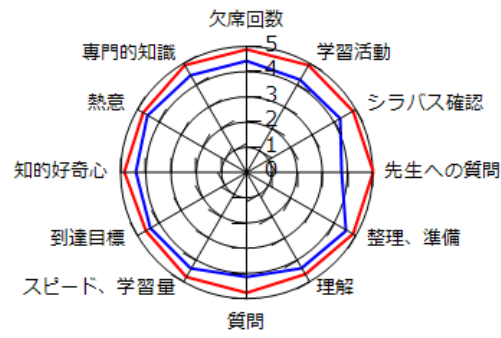 欠席回数
学習活動
シラバス確認
先生への質問
整理、準備
理解
質問
スピード、学習量
到達目標
知的好奇心
熱意
専門的知識
5
4
3
2
1
0